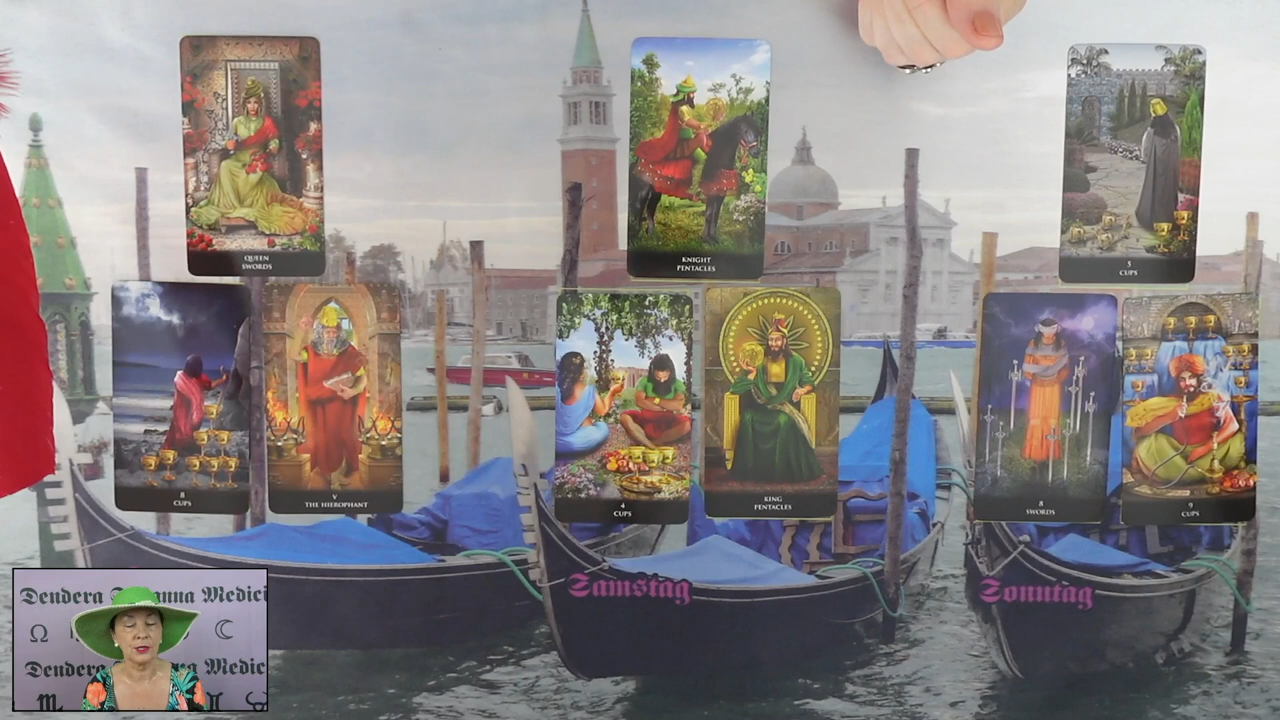 QUEEN
SWORDS
KNIGHT
PENTACLES
5
CUPS
8
CUPS
V
THE HIEROPHANT
4
CUPS
KING
PENTACLES
8
SWORDS
9
CUPS
Samstag
Sonntag
Dendera Medici
Dendera Medici